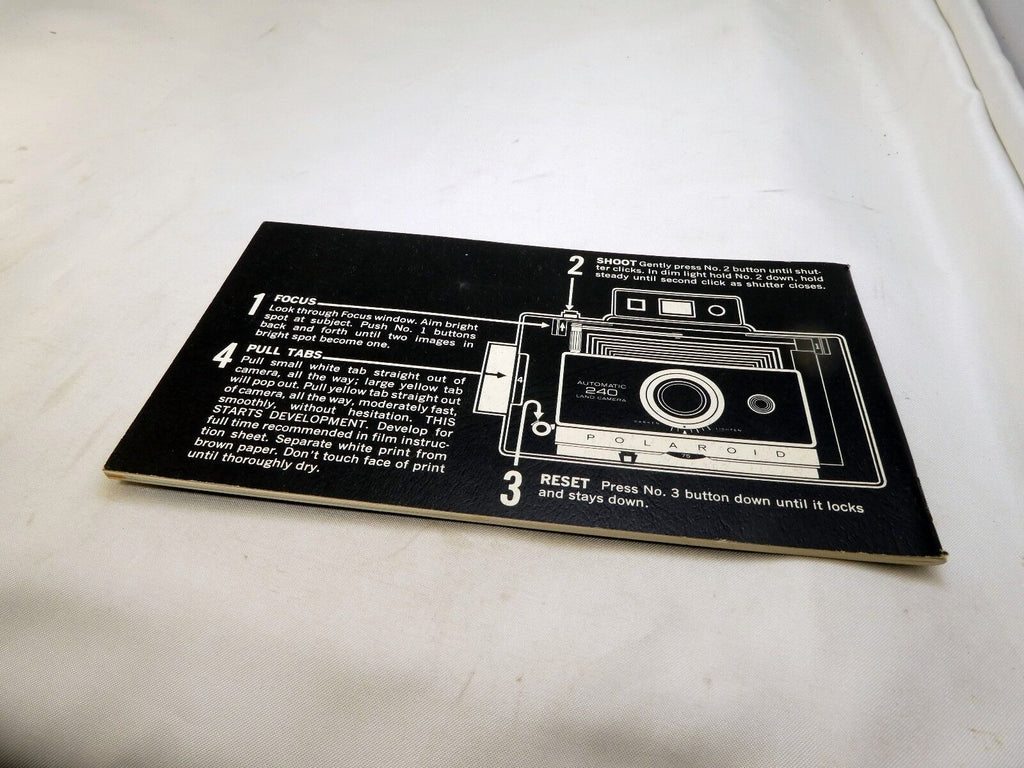 1 FOCUS
Look through Focus window. Aim bright
spot at subject. Push No. 1 buttons
back and forth until two images in
bright spot become one.
2 SHOOT Gently press No. 2 button until shut-
ter clicks. In dim light hold No. 2 down, hold
steady until second click as shutter closes.
3 RESET Press No. 3 button down until it locks
and stays down.
4 PULL TABS
Pull small white tab straight out of
camera, all the way; large yellow tab
will pop out. Pull yellow tab straight out
of camera, all the way, moderately fast,
smoothly, without hesitation. THIS
STARTS DEVELOPMENT. Develop for
full time recommended in film instruc-
tion sheet. Separate white print from
brown paper. Don't touch face of print
until thoroughly dry.
1
4
AUTOMATIC
240
LAND CAMERA
DARKEN LIGHTEN
POLAROID
75